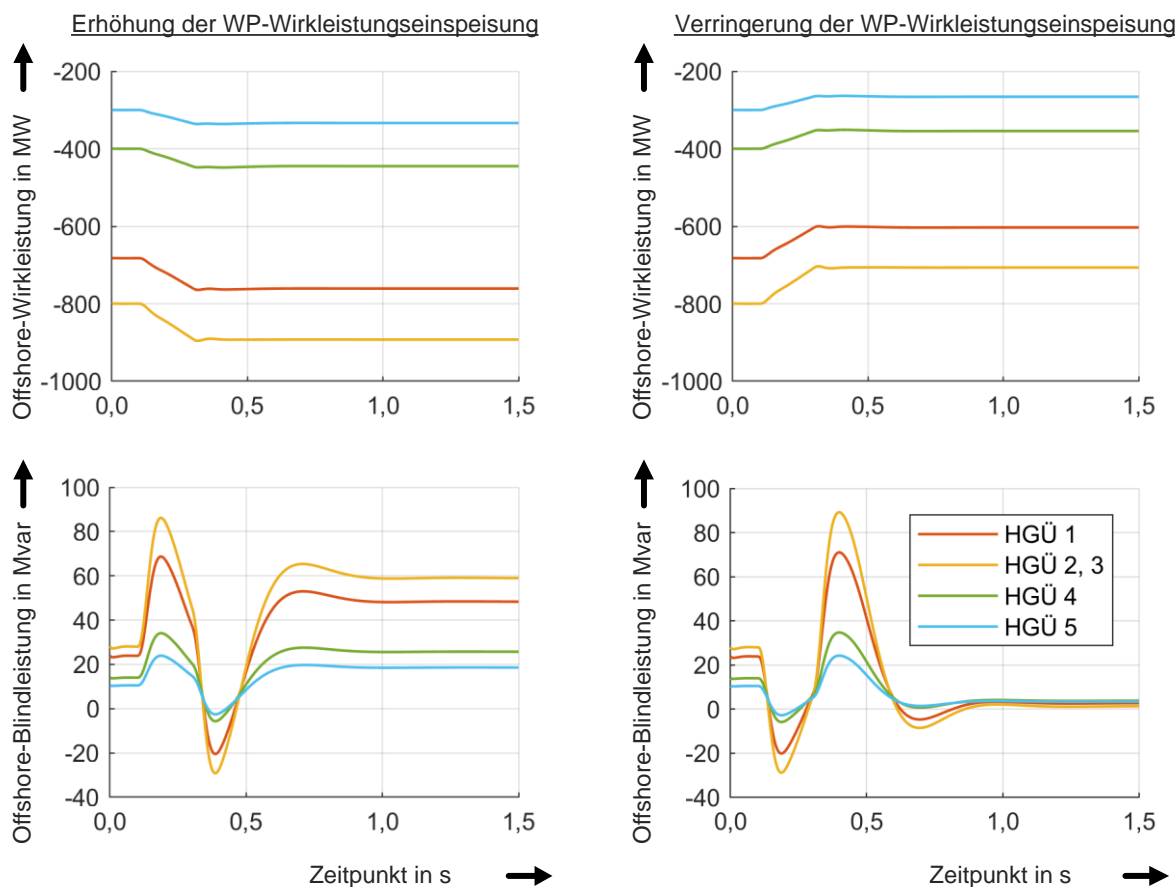 Erhöhung der WP-Wirkleistungseinspeisung
Verringerung der WP-Wirkleistungseinspeisung
Offshore-Wirkleistung in MW
-200
-400
-600
-800
-1000
0,0 0,5 1,0 1,5
Offshore-Wirkleistung in MW
-200
-400
-600
-800
-1000
0,0 0,5 1,0 1,5
Offshore-Blindleistung in Mvar
100
80
60
40
20
0
-20
-40
0,0 0,5 1,0 1,5
Zeitpunkt in s
Offshore-Blindleistung in Mvar
100
80
60
40
20
0
-20
-40
0,0 0,5 1,0 1,5
HGÜ 1
HGÜ 2, 3
HGÜ 4
HGÜ 5
Zeitpunkt in s